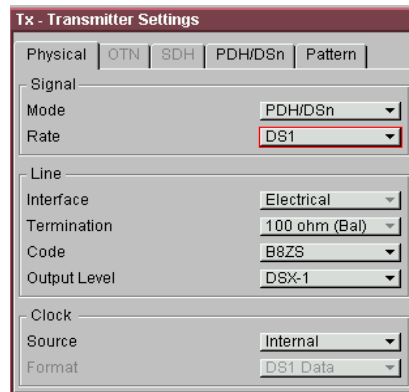 Tx - Transmitter Settings
Physical OTN SDH PDH/DSn Pattern
Signal
Mode PDH/DSn
Rate DS1
Line
Interface Electrical
Termination 100 ohm (Bal)
Code B8ZS
Output Level DSX-1
Clock
Source Internal
Format DS1 Data